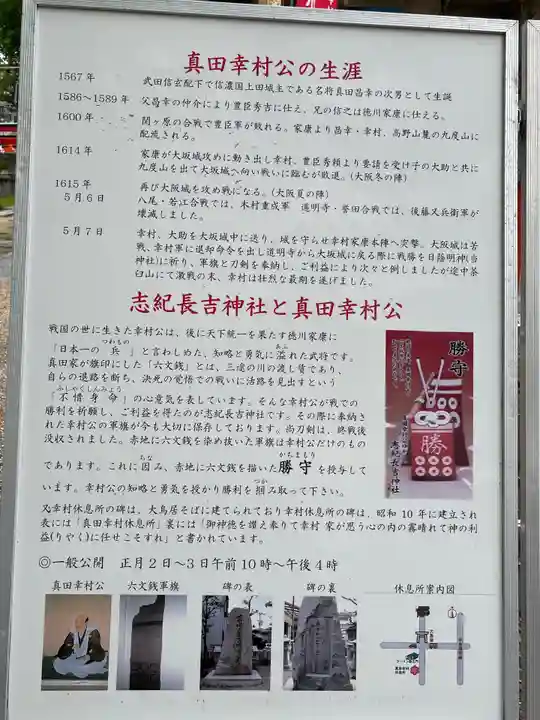 真田幸村公の生涯
1567年 武田信玄配下で信濃国上田城主である名将真田昌幸の次男として生誕
1586〜1589年 父昌幸の仲介により豊臣秀吉に仕え、兄の信之は徳川家康に仕える。
1600年 関ヶ原の合戦で豊臣軍が敗れる。家康より昌幸・幸村、高野山麓の九度山に
配流される。
1614年 家康が大坂城攻めに動き出し幸村、豊臣秀頼より要請を受け子の大助と共に
九度山を出て大坂城へ向い戦いに臨むが敗退。(大阪冬の陣)
1615年 再び大阪城を攻め戦になる。(大阪夏の陣)
5月6日 八尾・若江合戦では、木村重成軍 道明寺・誉田合戦では、後藤又兵衛軍が
壊滅しました。
5月7日 幸村、大助を大坂城中に送り、城を守らせ幸村家康本陣へ突撃。大阪城は苦
戦、幸村軍に退却命令を出し道明寺から大坂城に戻る際に戦勝を日蔭明神(当
神社)に祈り、軍旗と刀剣を奉納し、ご利益により次々と倒しましたが途中茶
臼山にて激戦の末、幸村は壮烈な最期を遂げました。
志紀長吉神社と真田幸村公
戦国の世に生きた幸村公は、後に天下統一を果たす徳川家康に
つわもの あふ
「日本一の 兵 」と言わしめた、知略と勇気に溢れた武将です。
真田家が旗印にした「六文銭」とは、三途の川の渡し賃であり、
自らの退路を断ち、決死の覚悟での戦いに活路を見出すという
ふしゃくしんみょう
「不惜身命」の心意気を表しています。そんな幸村公が戦での
勝利を祈願し、ご利益を得たのが志紀長吉神社です。その際に奉納さ
れた幸村公の軍旗が今も大切に保存しております。尚刀剣は、終戦後
没収されました。赤地に六文銭を染め抜いた軍旗は幸村公だけのもの
ちな かちまもり
であります。これに因み、赤地に六文銭を描いた勝守を授与して
つか
います。幸村公の知略と勇気を授かり勝利を掴み取って下さい。
又幸村休息所の碑は、大鳥居そばに建てられており幸村休息所の碑は、昭和10年に建立され
表には「真田幸村休息所」裏には「御神徳を讃え奉りて幸村 家が思う心の内の霧晴れて神の利
益(りやく)に任せこそすれ」と書かれています。
勝守
勝
志紀長吉神社
◎一般公開 正月2日〜3日午前10時〜午後4時
真田幸村公 六文銭軍旗 碑の表 碑の裏 休息所案内図